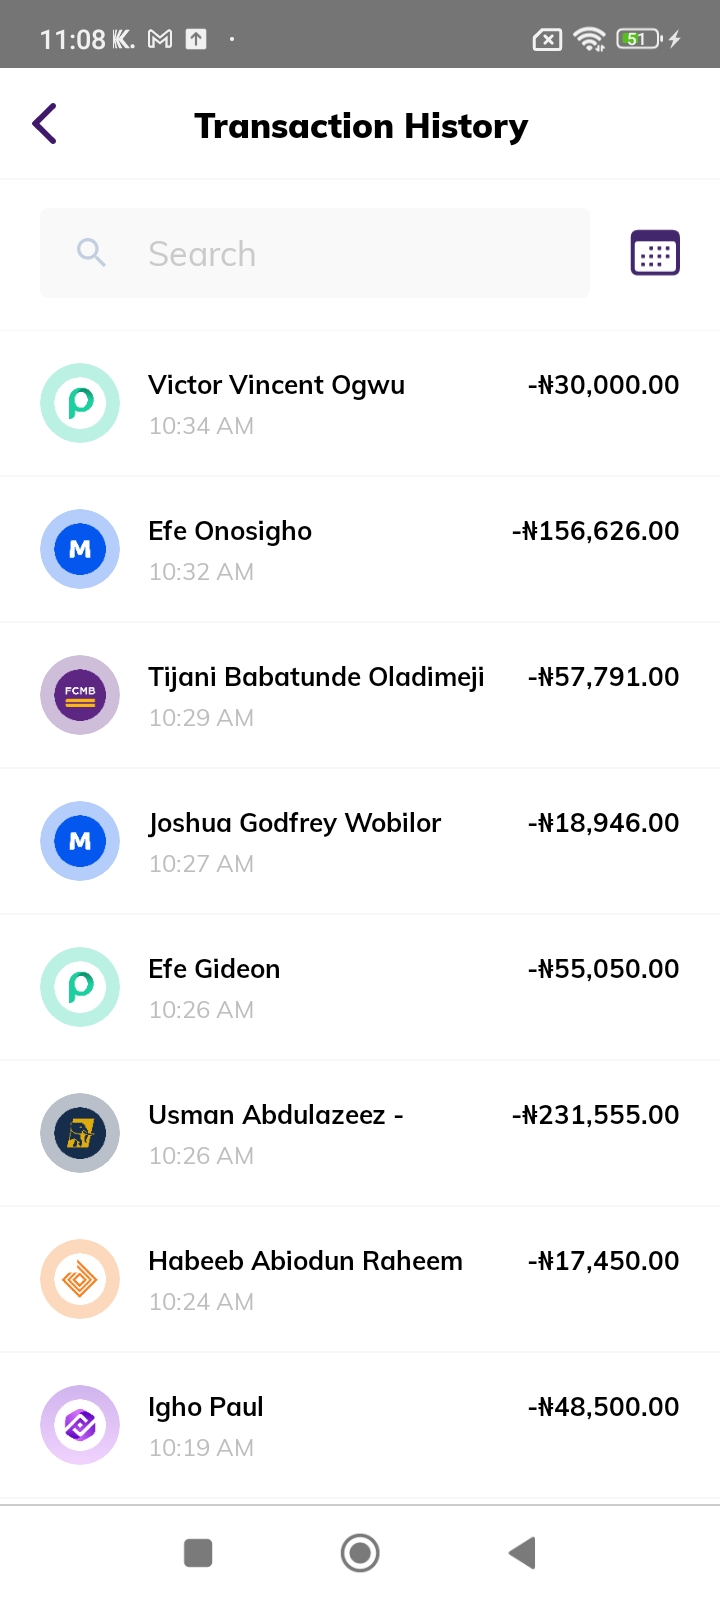 11:08 K.
51
Transaction History
Search
Victor Vincent Ogwu -₦30,000.00
10:34 AM
M Efe Onosigho -₦156,626.00
10:32 AM
FCMB Tijani Babatunde Oladimeji -₦57,791.00
10:29 AM
M Joshua Godfrey Wobilor -₦18,946.00
10:27 AM
Efe Gideon -₦55,050.00
10:26 AM
Usman Abdulazeez - -₦231,555.00
10:26 AM
Habeeb Abiodun Raheem -₦17,450.00
10:24 AM
Igho Paul -₦48,500.00
10:19 AM